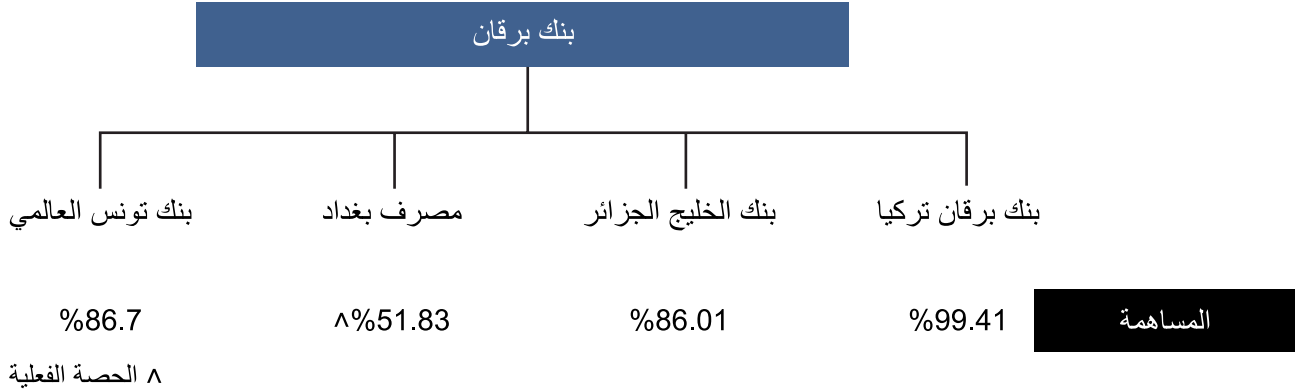 بنك برقان
بنك برقان تركيا بنك الخليج الجزائر مصرف بغداد بنك تونس العالمي
المساهمة %99.41 %86.01 %51.83^ %86.7
^ الحصة الفعلية